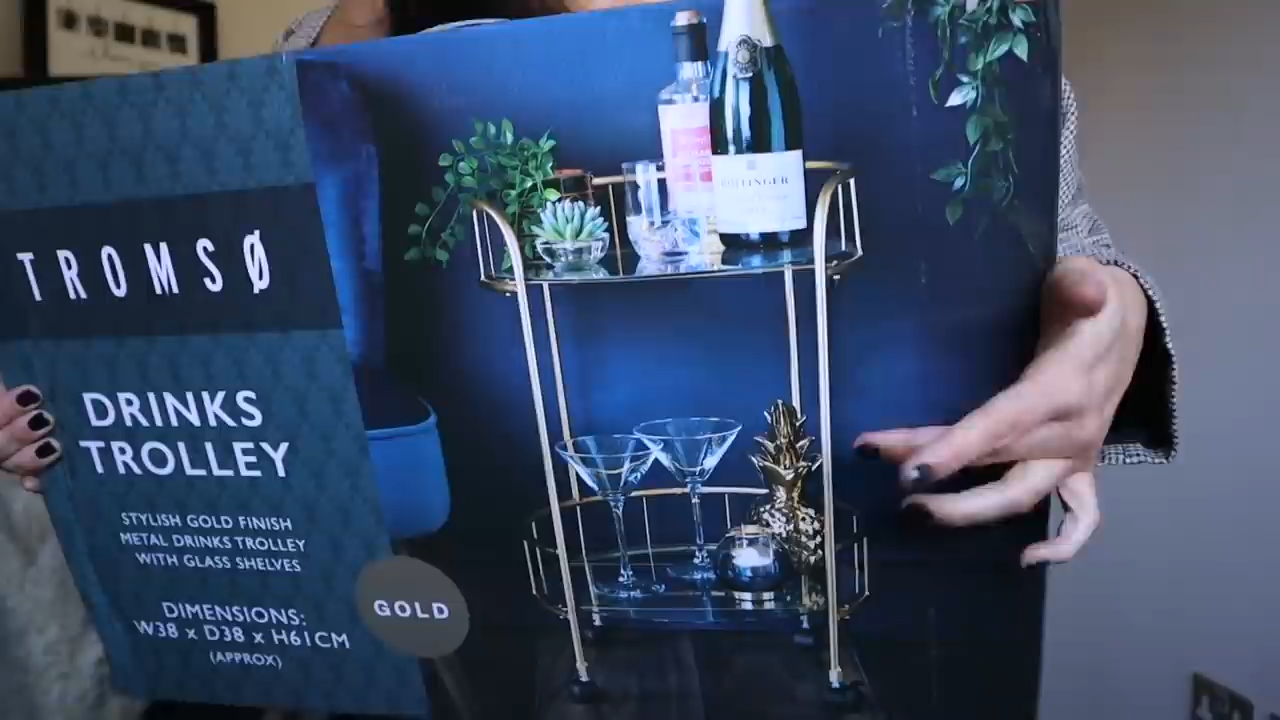 TROMSØ
DRINKS
TROLLEY
STYLISH GOLD FINISH
METAL DRINKS TROLLEY
WITH GLASS SHELVES
DIMENSIONS:
W38 x D38 x H61CM
(APPROX)
GOLD